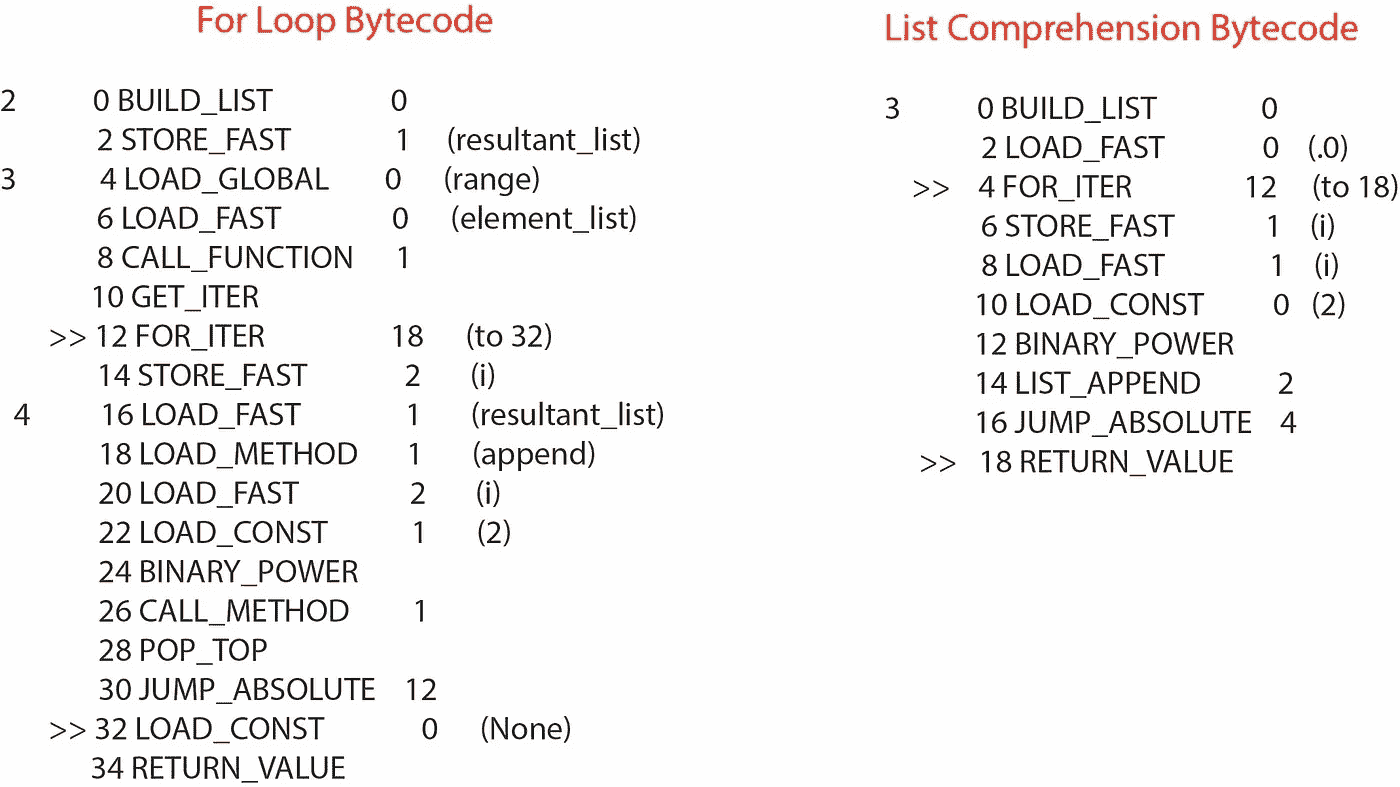 For Loop Bytecode
2 0 BUILD_LIST 0
2 STORE_FAST 1 (resultant_list)
3 4 LOAD_GLOBAL 0 (range)
6 LOAD_FAST 0 (element_list)
8 CALL_FUNCTION 1
10 GET_ITER
>> 12 FOR_ITER 18 (to 32)
14 STORE_FAST 2 (i)
4 16 LOAD_FAST 1 (resultant_list)
18 LOAD_METHOD 1 (append)
20 LOAD_FAST 2 (i)
22 LOAD_CONST 1 (2)
24 BINARY_POWER
26 CALL_METHOD 1
28 POP_TOP
30 JUMP_ABSOLUTE 12
>> 32 LOAD_CONST 0 (None)
34 RETURN_VALUE
List Comprehension Bytecode
3 0 BUILD_LIST 0
2 LOAD_FAST 0 (.0)
>> 4 FOR_ITER 12 (to 18)
6 STORE_FAST 1 (i)
8 LOAD_FAST 1 (i)
10 LOAD_CONST 0 (2)
12 BINARY_POWER
14 LIST_APPEND 2
16 JUMP_ABSOLUTE 4
>> 18 RETURN_VALUE